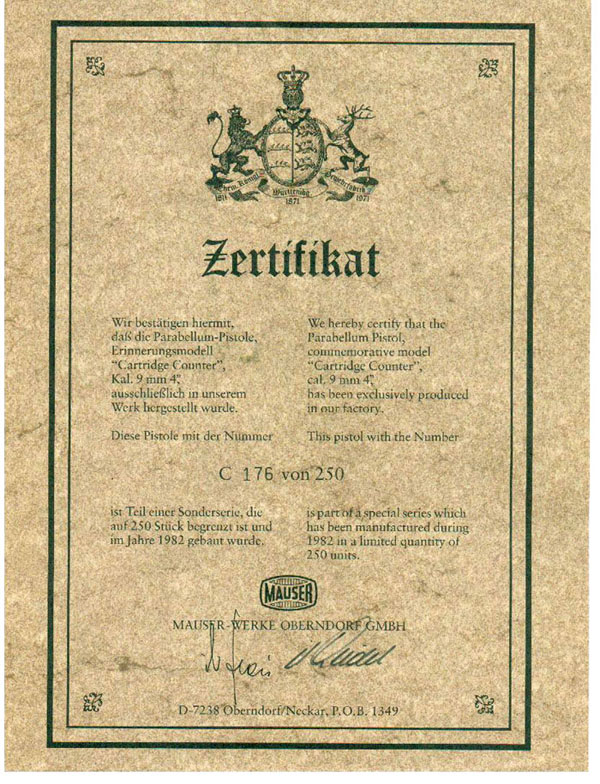 Königl. Gewehrfabrik
1811 1871 1971
Zertifikat
Wir bestätigen hiermit,
daß die Parabellum-Pistole,
Erinnerungsmodell
“Cartridge Counter”,
Kal. 9 mm 4”,
ausschließlich in unserem
Werk hergestellt wurde.
Diese Pistole mit der Nummer
We hereby certify that the
Parabellum Pistol,
commemorative model
“Cartridge Counter”,
cal. 9 mm 4”,
has been exclusively produced
in our factory.
This pistol with the Number
C 176 von 250
ist Teil einer Sonderserie, die
auf 250 Stück begrenzt ist und
im Jahre 1982 gebaut wurde.
is part of a special series which
has been manufactured during
1982 in a limited quantity of
250 units.
MAUSER
MAUSER-WERKE OBERNDORF GMBH
D-7238 Oberndorf/Neckar, P.O.B. 1349